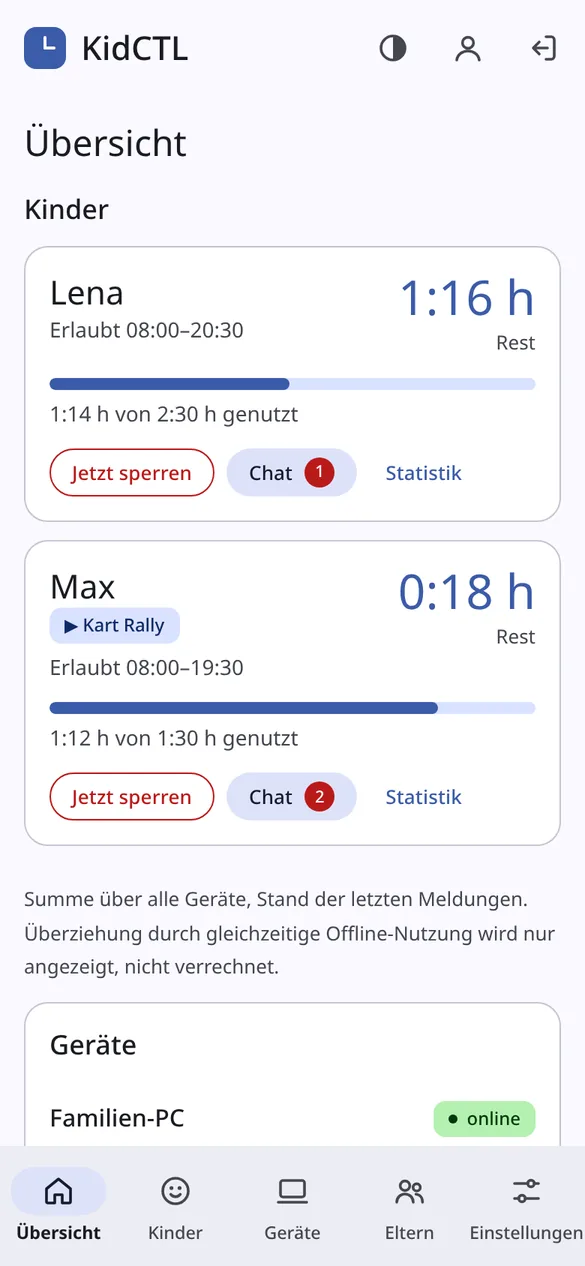 KidCTL
Übersicht
Kinder
Lena
1:16 h
Erlaubt 08:00–20:30
Rest
1:14 h von 2:30 h genutzt
Jetzt sperren
Chat 1
Statistik
Max
0:18 h
▶ Kart Rally
Rest
Erlaubt 08:00–19:30
1:12 h von 1:30 h genutzt
Jetzt sperren
Chat 2
Statistik
Summe über alle Geräte, Stand der letzten Meldungen.
Überziehung durch gleichzeitige Offline-Nutzung wird nur
angezeigt, nicht verrechnet.
Geräte
Familien-PC
• online
Übersicht
Kinder
Geräte
Eltern
Einstellungen